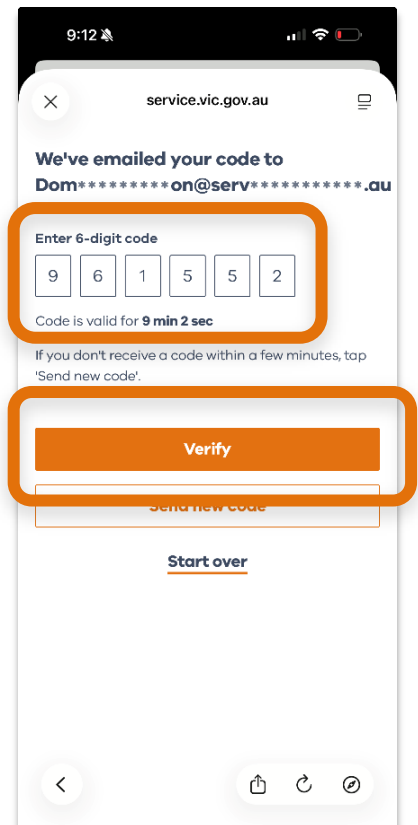 9:12
service.vic.gov.au
We've emailed your code to
Dom*********on@serv***********.au
Enter 6-digit code
9 6 1 5 5 2
Code is valid for 9 min 2 sec
If you don't receive a code within a few minutes, tap
'Send new code'.
Verify
Send new code
Start over